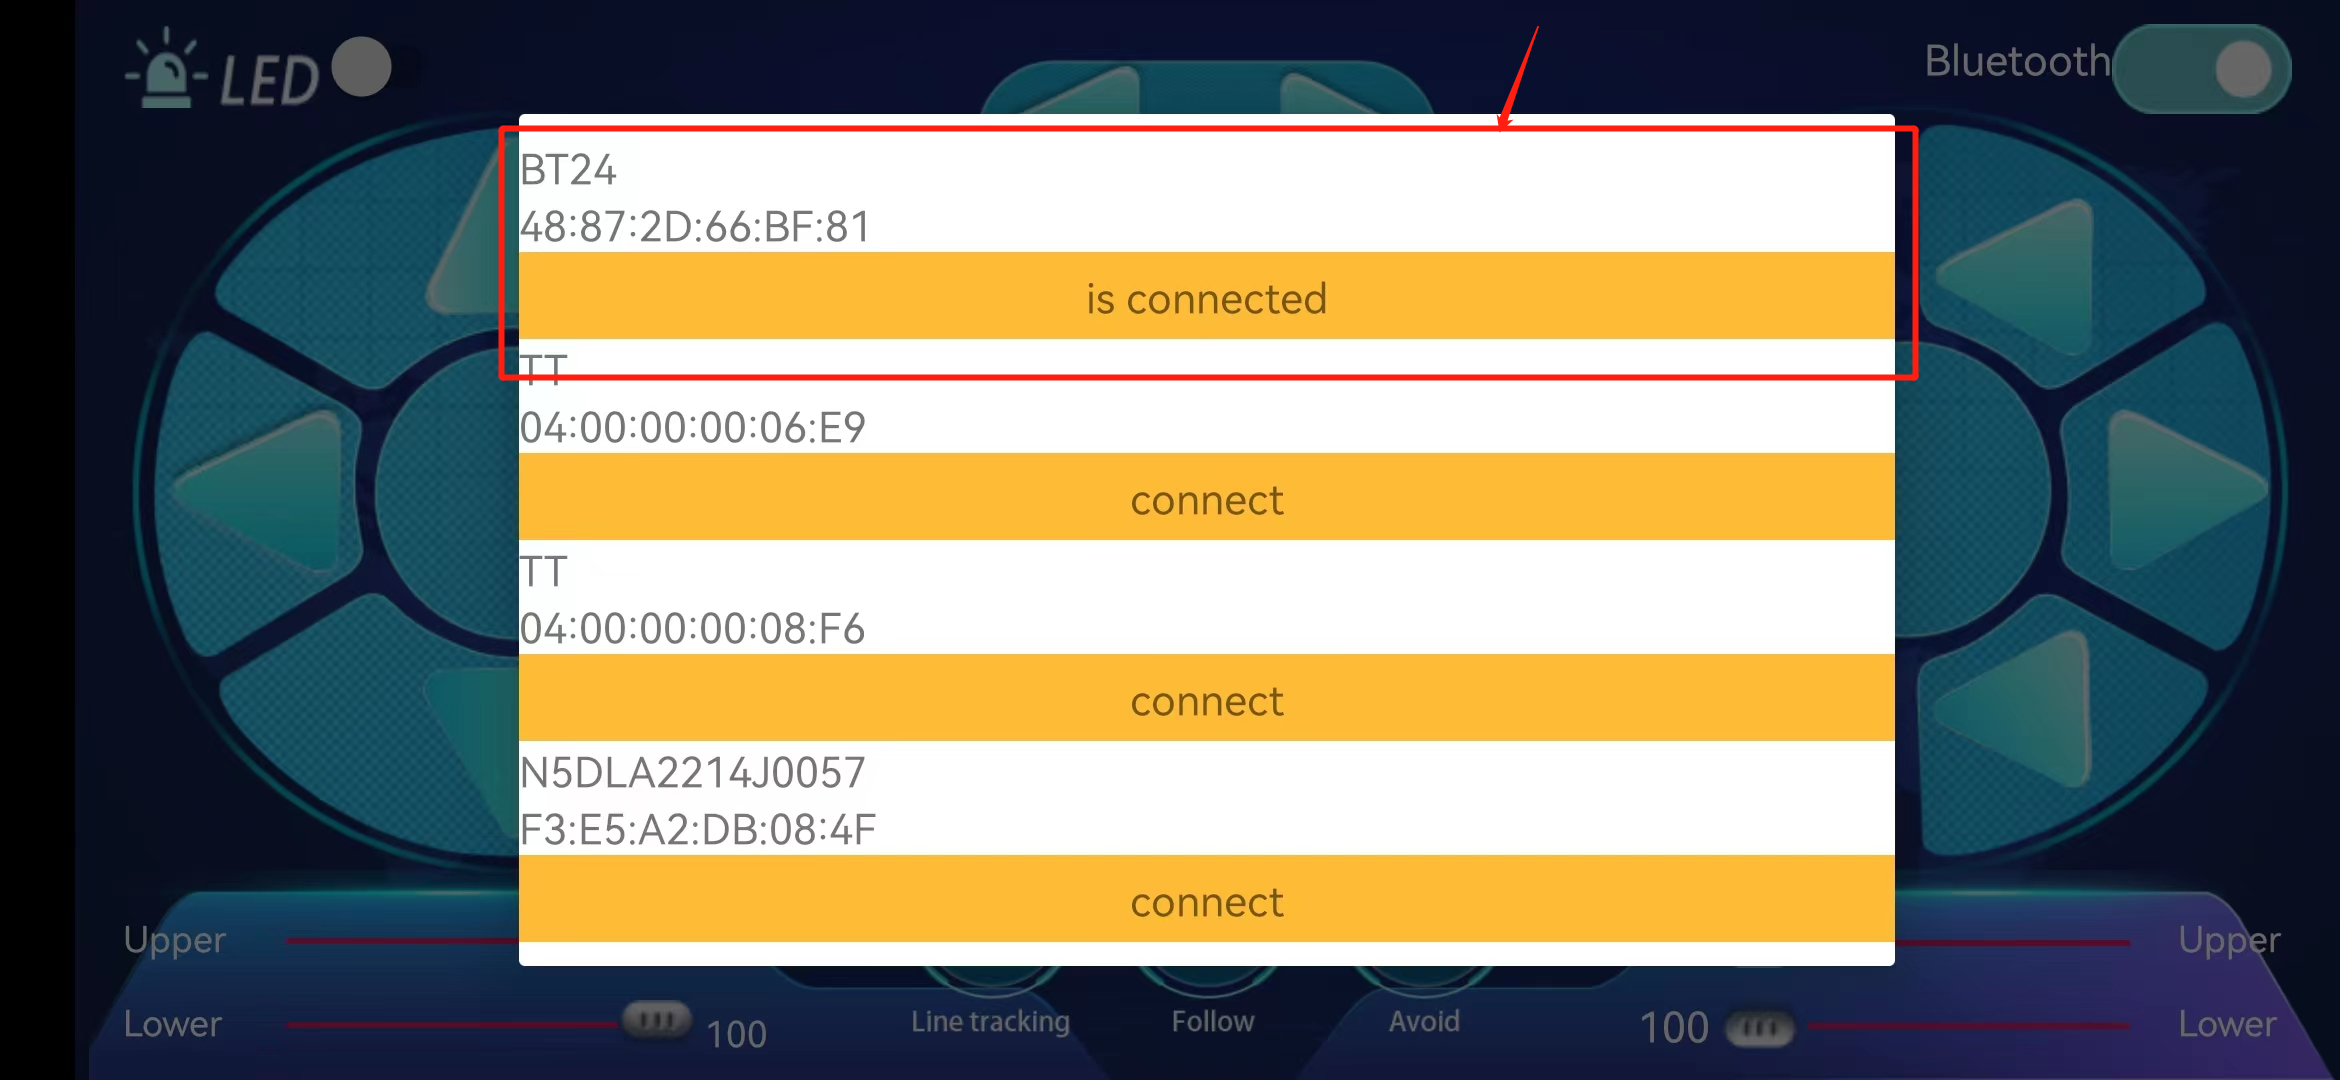 LED
Bluetooth
BT24
48:87:2D:66:BF:81
is connected
TT
04:00:00:00:06:E9
connect
TT
04:00:00:00:08:F6
connect
N5DLA2214J0057
F3:E5:A2:DB:08:4F
connect
Upper
Upper
Lower
100
Line tracking
Follow
Avoid
100
Lower